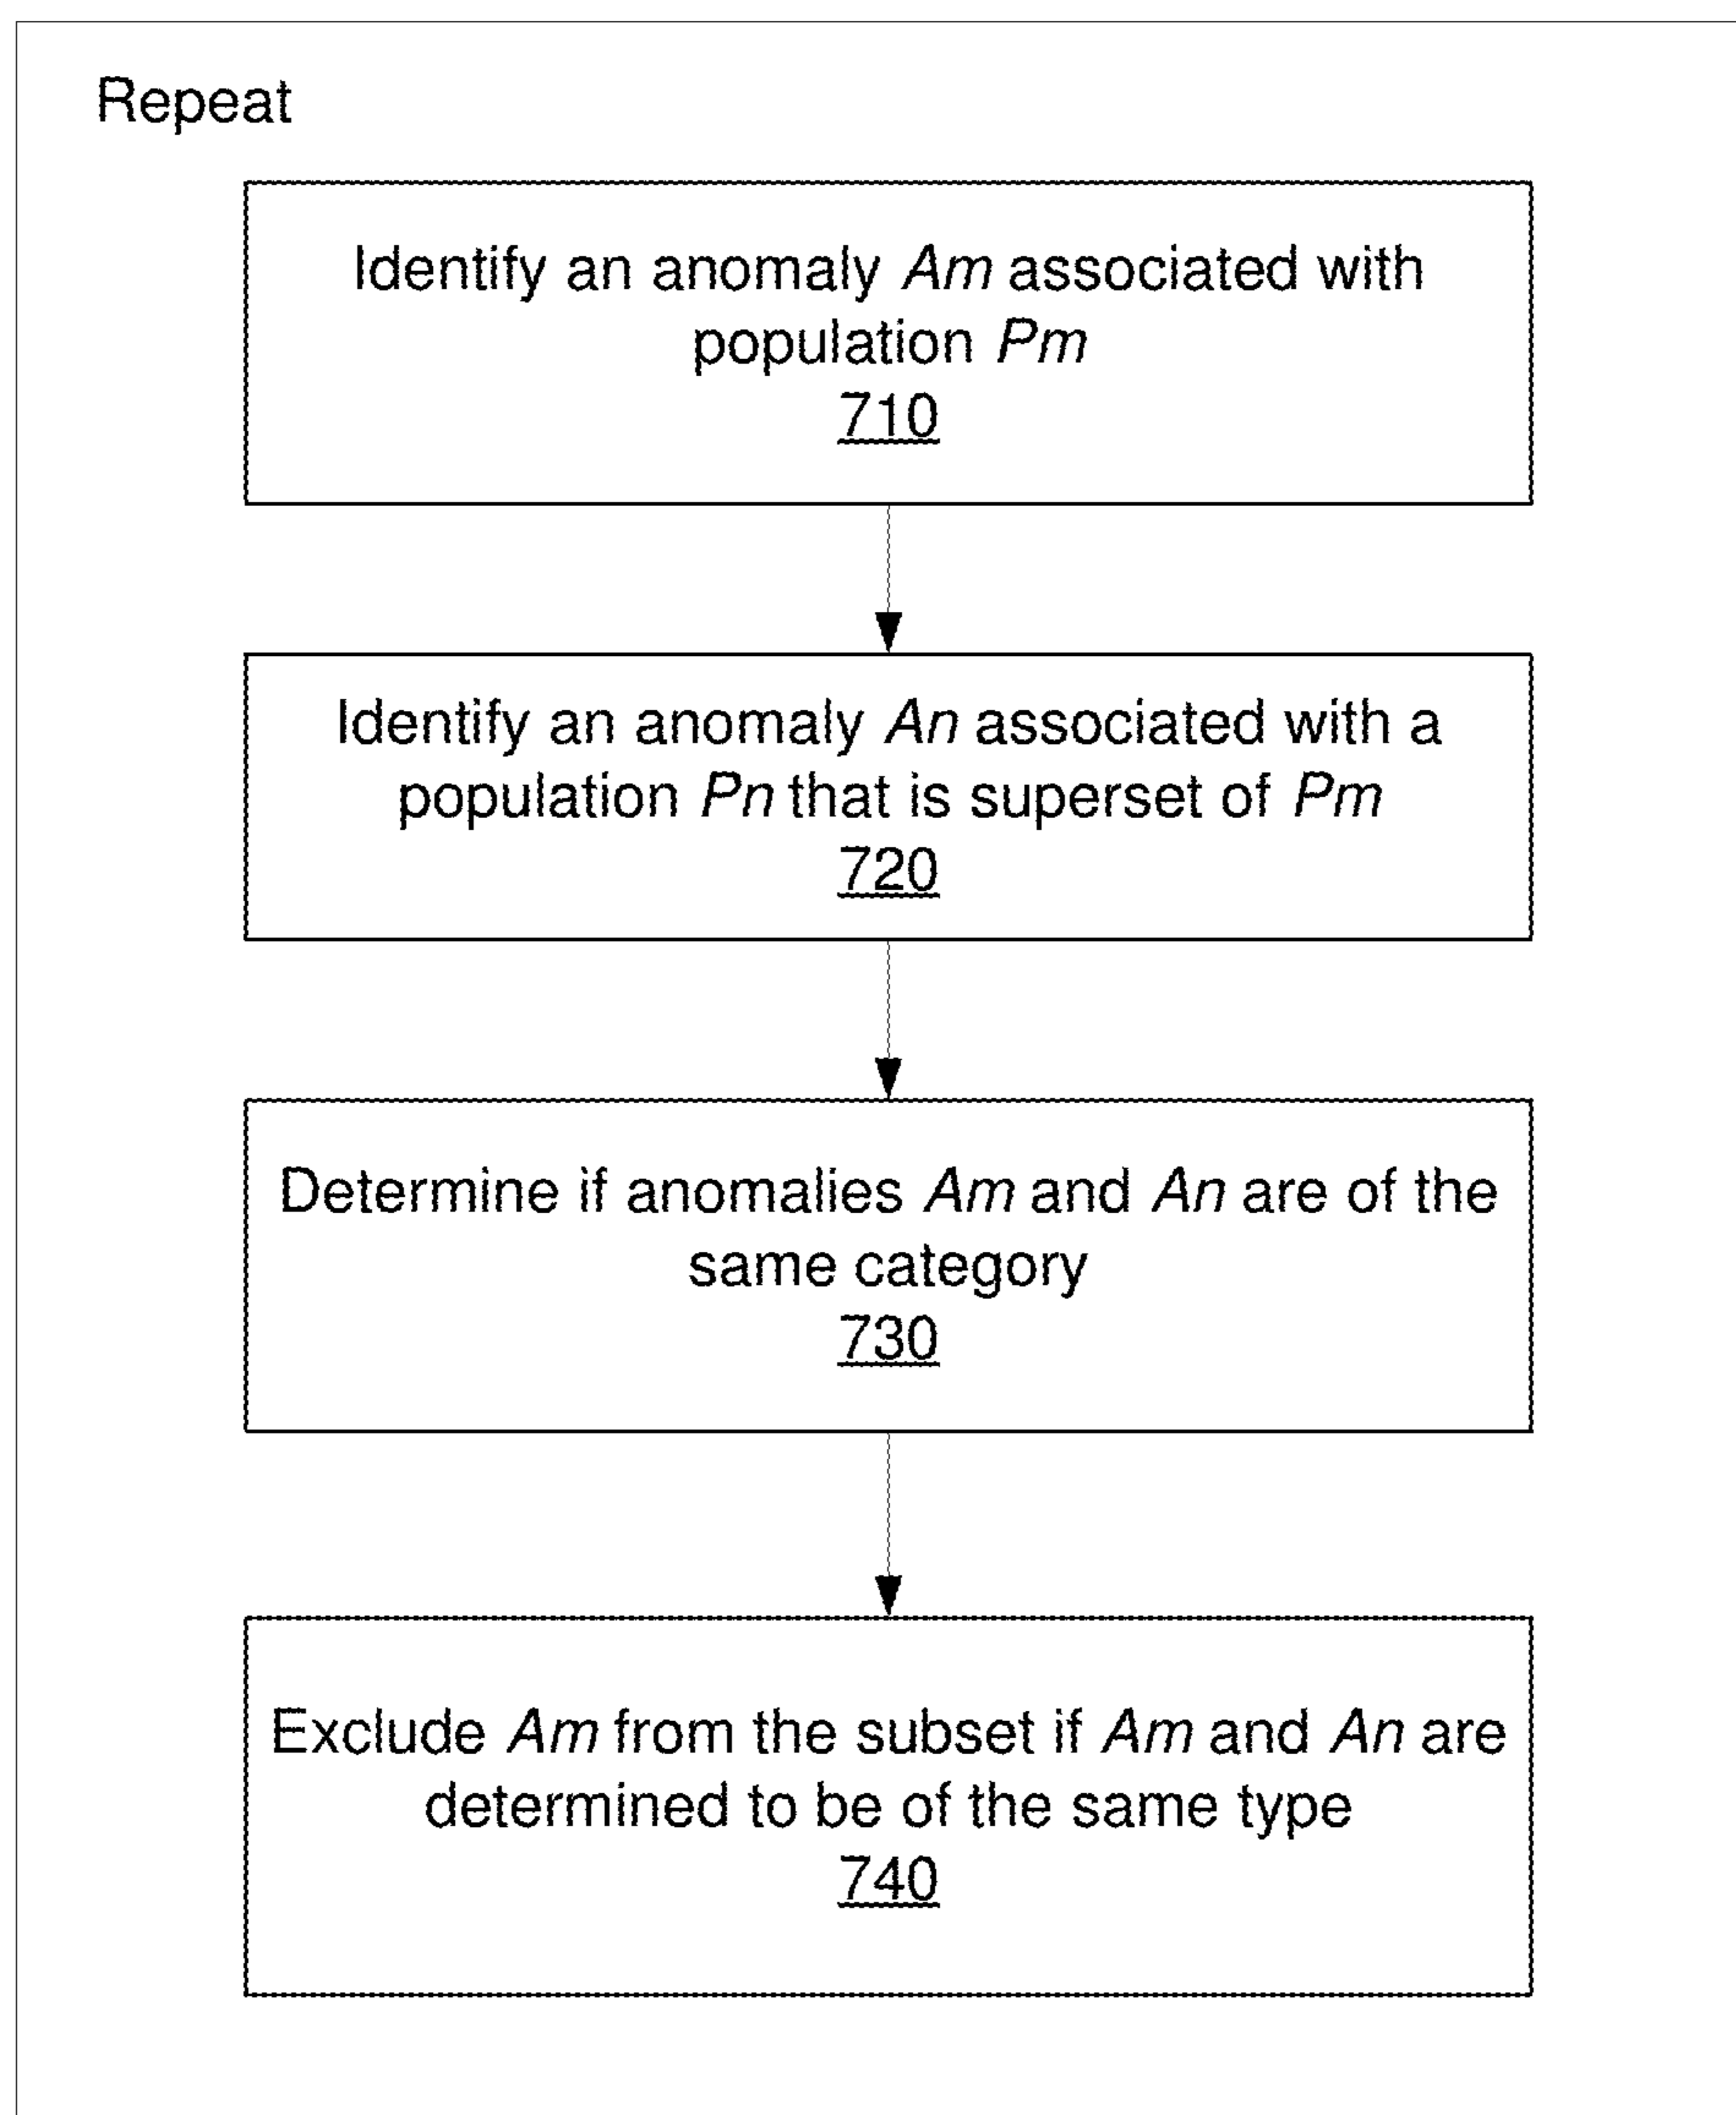 Repeat
Identify an anomaly Am associated with
population Pm
710
Identify an anomaly An associated with a
population Pn that is superset of Pm
720
Determine if anomalies Am and An are of the
same category
730
Exclude Am from the subset if Am and An are
determined to be of the same type
740